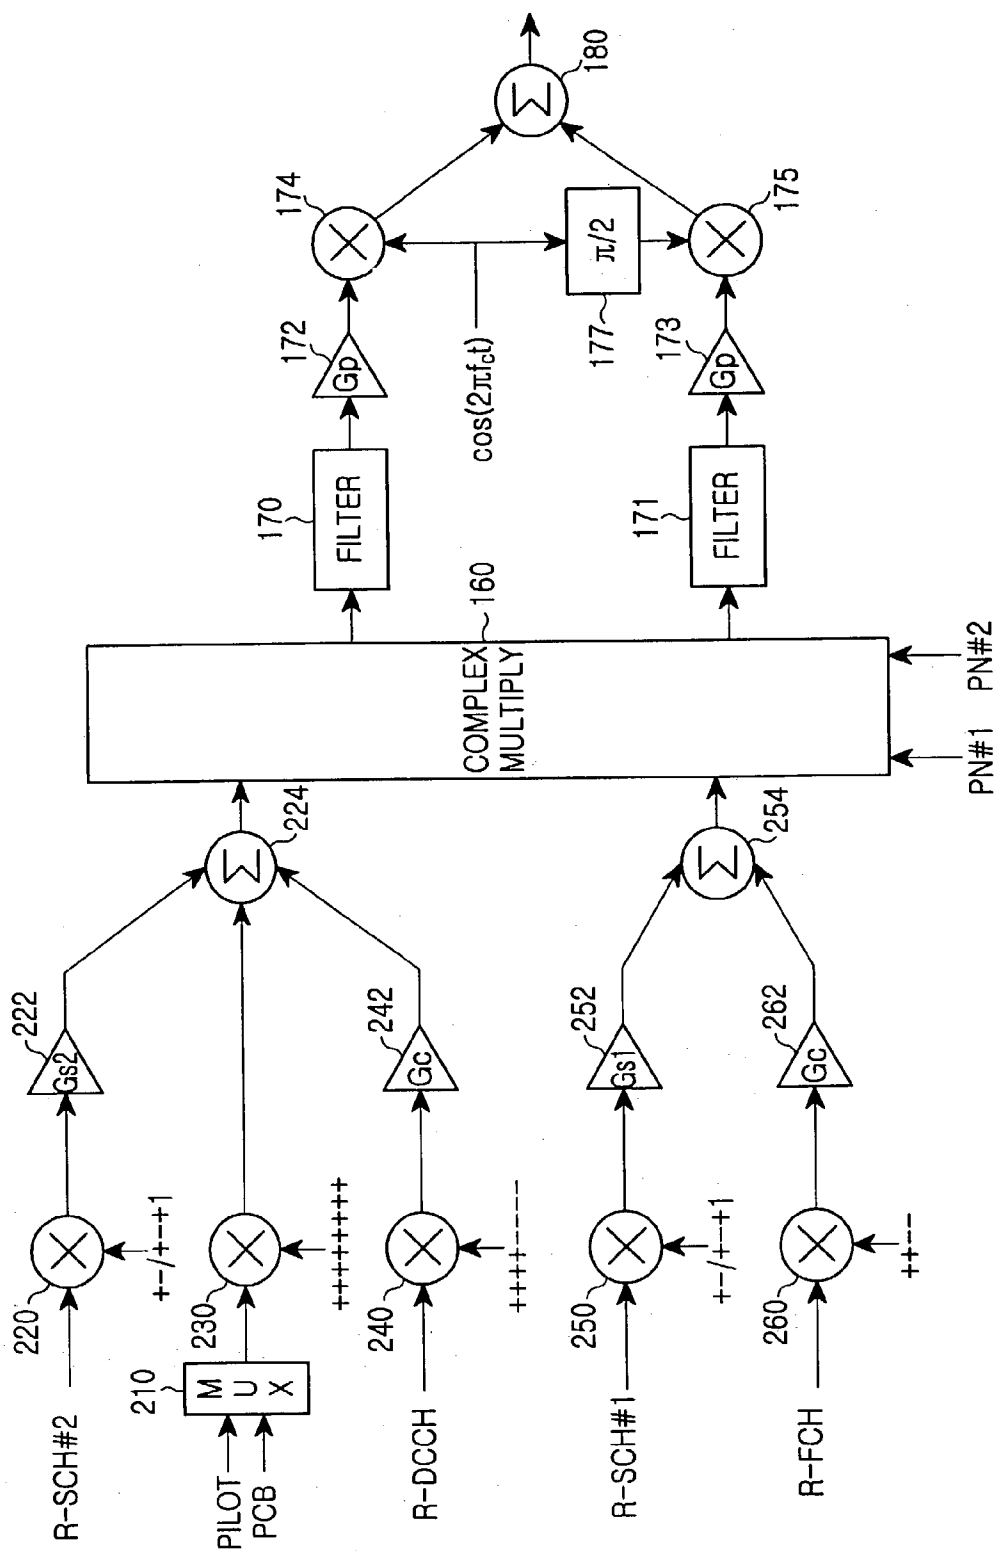 R-SCH#2
220
+-/+--+1
Gs2
222
PILOT
PCB
210
M
U
X
230
++++++++
R-DCCH
240
++++----
Gc
242
Σ
224
R-SCH#1
250
+-/+--+1
Gs1
252
R-FCH
260
++--
Gc
262
Σ
254
COMPLEX
MULTIPLY
160
PN#1
PN#2
170
FILTER
172
Gp
174
cos(2πfct)
π/2
177
171
FILTER
173
Gp
175
Σ
180